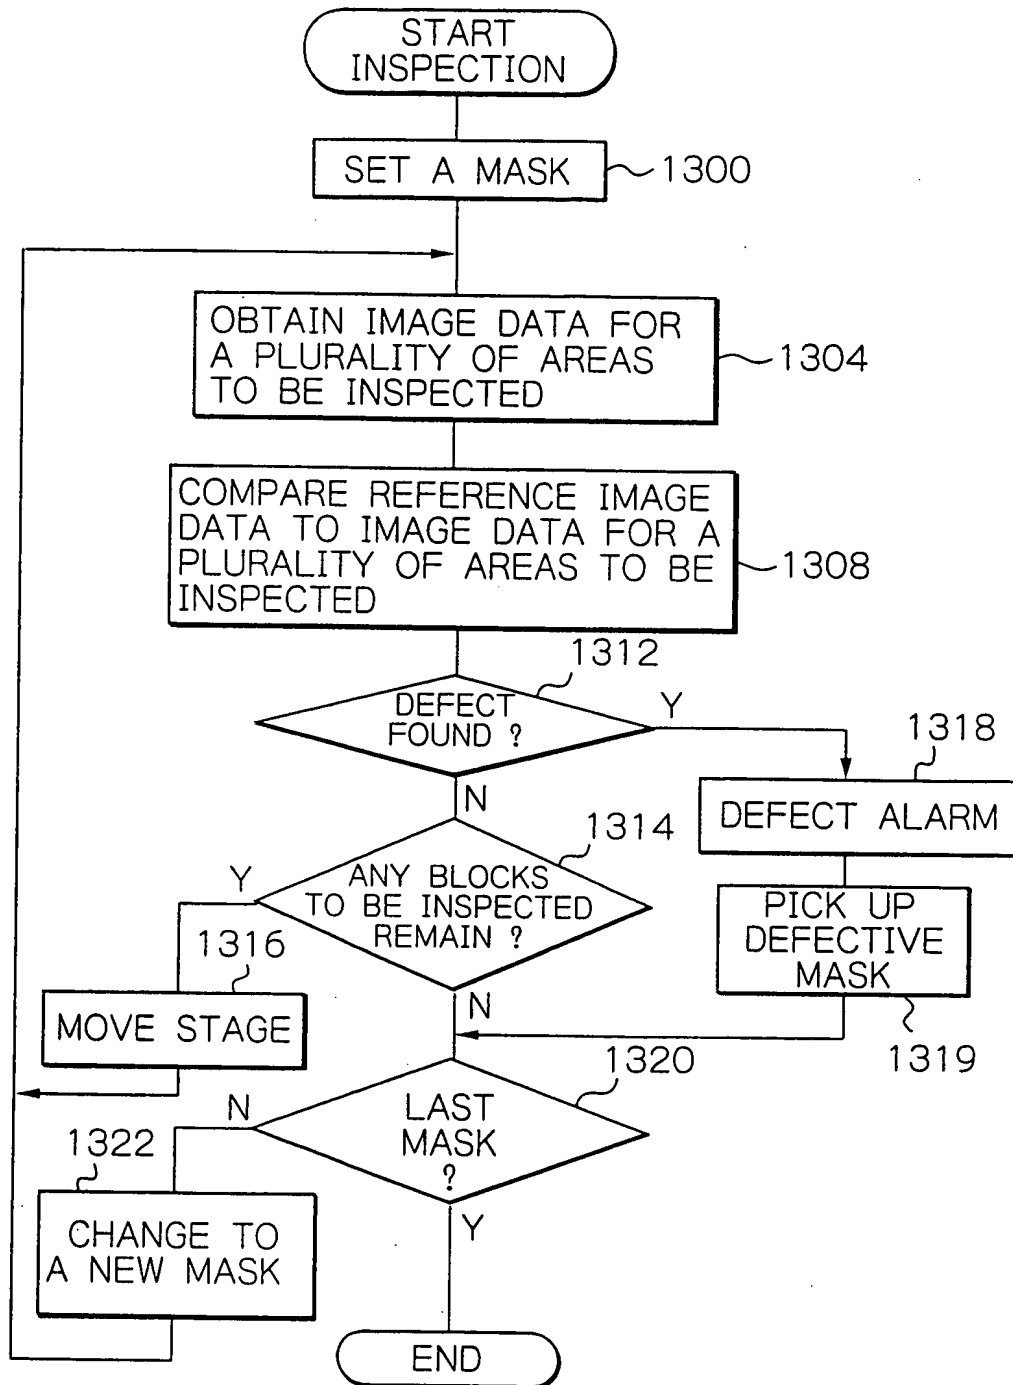 START
INSPECTION
SET A MASK
1300
OBTAIN IMAGE DATA FOR
A PLURALITY OF AREAS
TO BE INSPECTED
1304
COMPARE REFERENCE IMAGE
DATA TO IMAGE DATA FOR A
PLURALITY OF AREAS TO BE
INSPECTED
1308
1312
DEFECT
FOUND ?
Y
N
1318
DEFECT ALARM
1314
ANY BLOCKS
TO BE INSPECTED
REMAIN ?
Y
N
PICK UP
DEFECTIVE
MASK
1319
1316
MOVE STAGE
1320
LAST
MASK
?
N
Y
1322
CHANGE TO
A NEW MASK
END